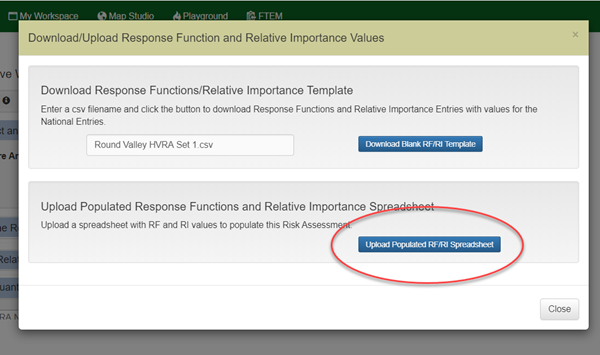 My Workspace Map Studio Playground FTEM
Download/Upload Response Function and Relative Importance Values ×
Download Response Functions/Relative Importance Template
Enter a csv filename and click the button to download Response Functions and Relative Importance Entries with values for the
National Entries.
Round Valley HVRA Set 1.csv Download Blank RF/RI Template
Upload Populated Response Functions and Relative Importance Spreadsheet
Upload a spreadsheet with RF and RI values to populate this Risk Assessment.
Upload Populated RF/RI Spreadsheet
Close